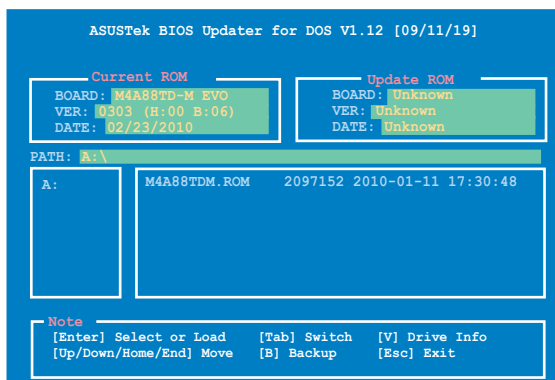 ASUSTek BIOS Updater for DOS V1.12 [09/11/19]
Current ROM
BOARD: M4A88TD-M EVO
VER: 0303 (H:00 B:06)
DATE: 02/23/2010
Update ROM
BOARD: Unknown
VER: Unknown
DATE: Unknown
PATH: A:\
A:
M4A88TDM.ROM 2097152 2010-01-11 17:30:48
Note
[Enter] Select or Load [Tab] Switch [V] Drive Info
[Up/Down/Home/End] Move [B] Backup [Esc] Exit